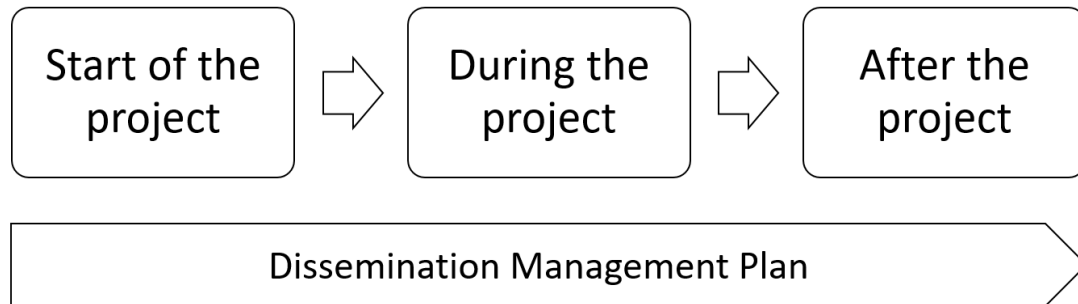 Start of the
project
During the
project
After the
project
Dissemination Management Plan